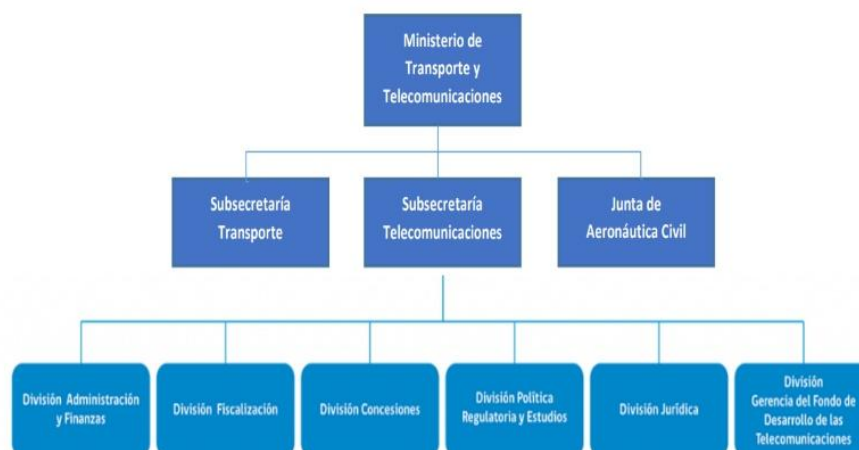 Ministerio de
Transporte y
Telecomunicaciones
Subsecretaría
Transporte
Subsecretaría
Telecomunicaciones
Junta de
Aeronáutica Civil
División Administración
y Finanzas
División Fiscalización
División Concesiones
División Política
Regulatoria y Estudios
División Jurídica
División
Gerencia del Fondo de
Desarrollo de las
Telecomunicaciones